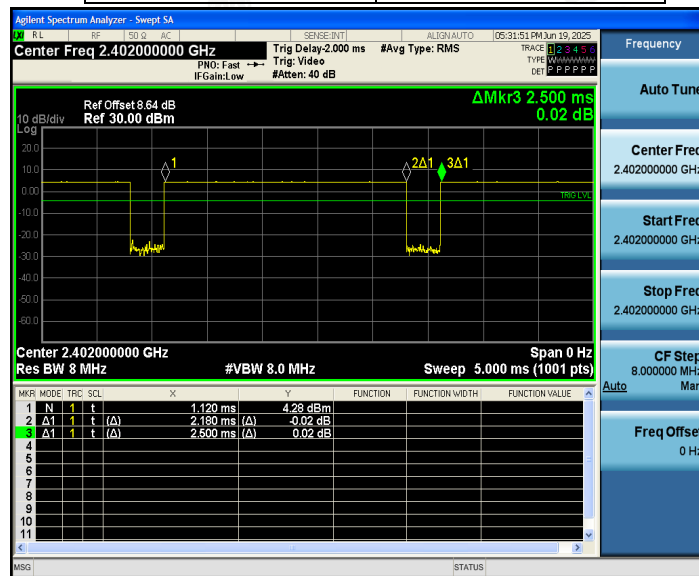 Agilent Spectrum Analyzer - Swept SA
LXI RL RF 50 Ω AC SENSE:INT ALIGNAUTO 05:31:51 PM Jun 19, 2025
Center Freq 2.402000000 GHz
PNO: Fast
IFGain:Low
Trig Delay-2.000 ms
Trig: Video
#Atten: 40 dB
#Avg Type: RMS
TRACE 1 2 3 4 5 6
TYPE W
DET P P P P P P
ΔMkr3 2.500 ms
0.02 dB
Ref Offset 8.64 dB
10 dB/div Ref 30.00 dBm
Log
20.0
10.0
0.00
-10.0
-20.0
-30.0
-40.0
-50.0
-60.0
1
2Δ1
3Δ1
TRIG LVL
Center 2.402000000 GHz Span 0 Hz
Res BW 8 MHz #VBW 8.0 MHz Sweep 5.000 ms (1001 pts)
MKR MODE TRC SCL X Y FUNCTION FUNCTION WIDTH FUNCTION VALUE
1 N 1 t 1.120 ms 4.28 dBm
2 Δ1 1 t (Δ) 2.180 ms (Δ) -0.02 dB
3 Δ1 1 t (Δ) 2.500 ms (Δ) 0.02 dB
4
5
6
7
8
9
10
11
MSG STATUS
Frequency
Auto Tune
Center Freq
2.402000000 GHz
Start Freq
2.402000000 GHz
Stop Freq
2.402000000 GHz
CF Step
8.000000 MHz
Auto Man
Freq Offset
0 Hz